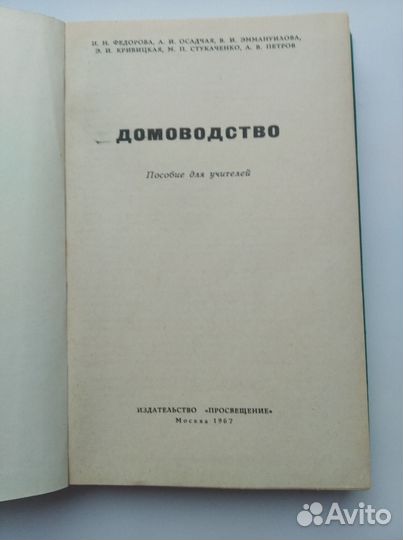 И. Н. ФЕДОРОВА, А. И. ОСАДЧАЯ, В. И. ЭММАНУИЛОВА,
Э. Й. КРИВИЦКАЯ, М. П. СТУКАЧЕНКО, А. В. ПЕТРОВ
ДОМОВОДСТВО
Пособие для учителей
ИЗДАТЕЛЬСТВО «ПРОСВЕЩЕНИЕ»
Москва 1967
Avito